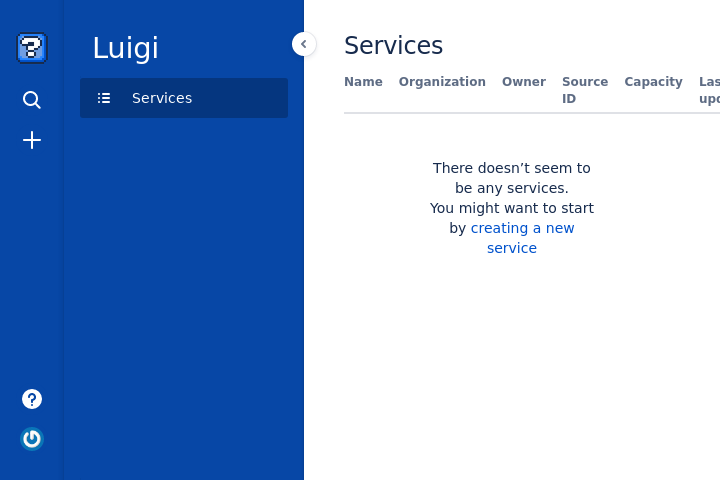 Luigi
Services
Services
Name Organization Owner Source ID Capacity Las upd
There doesn’t seem to
be any services.
You might want to start
by creating a new
service